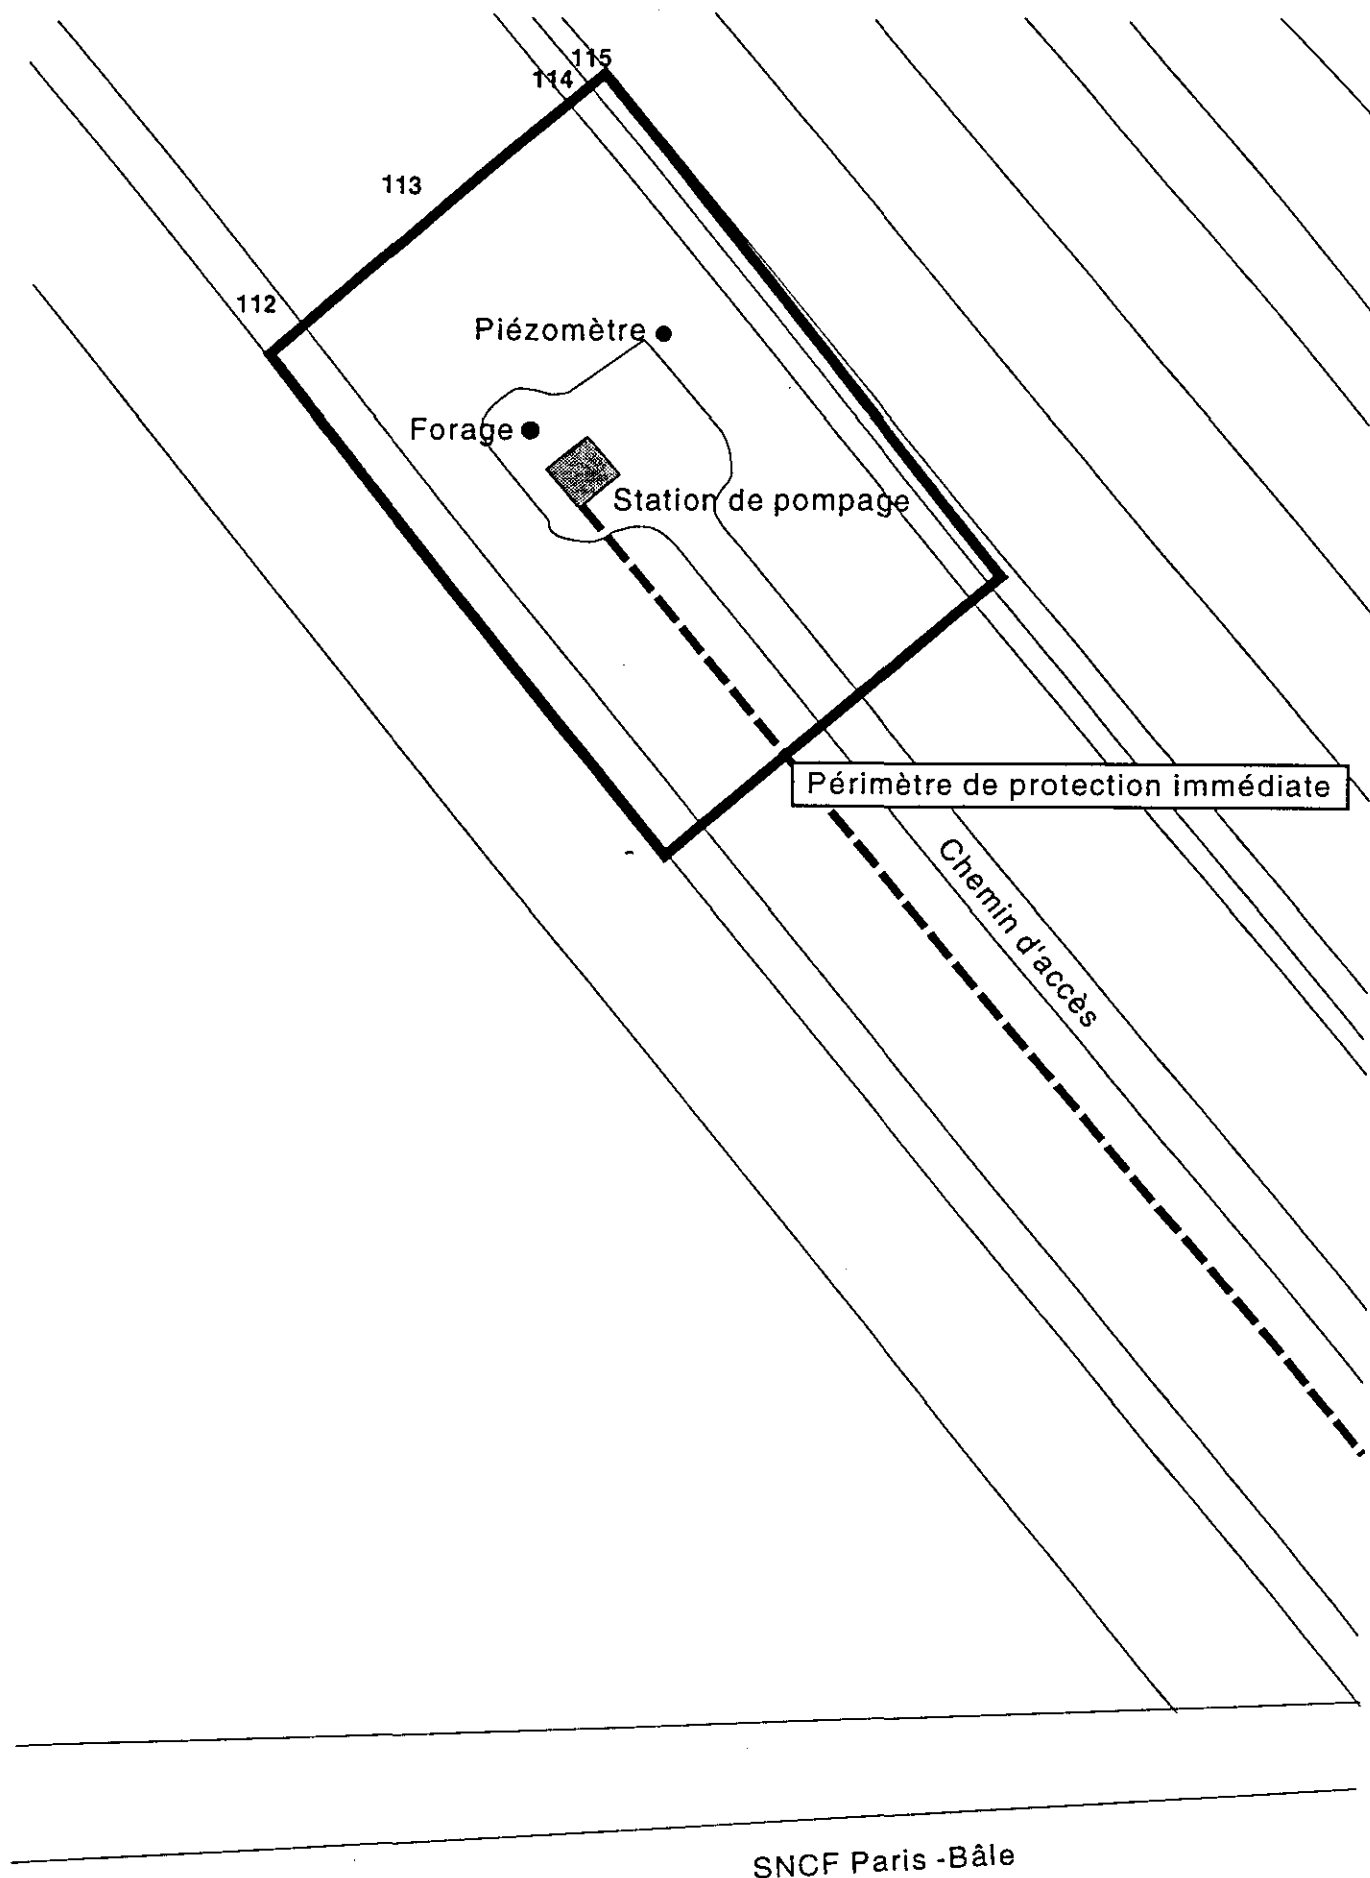 115
114
113
112
Piézomètre
Forage
Station de pompage
Périmètre de protection immédiate
Chemin d'accès
SNCF Paris -Bâle